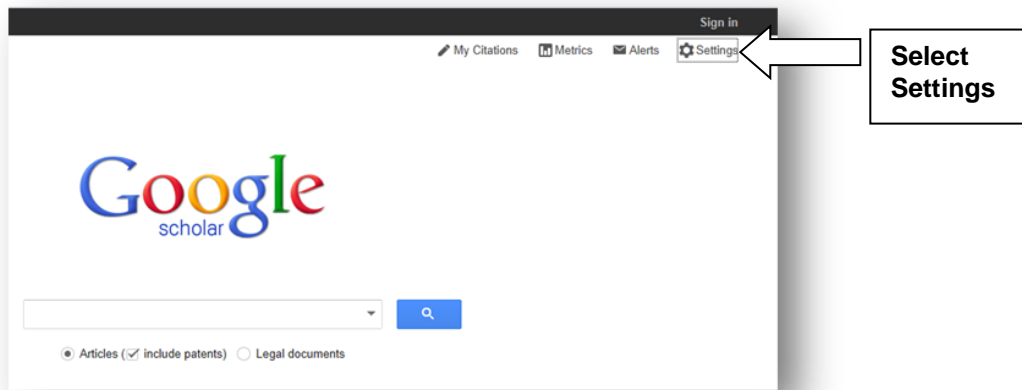 Sign in
My Citations Metrics Alerts Settings
Select
Settings
Google
scholar
Articles ( include patents) Legal documents